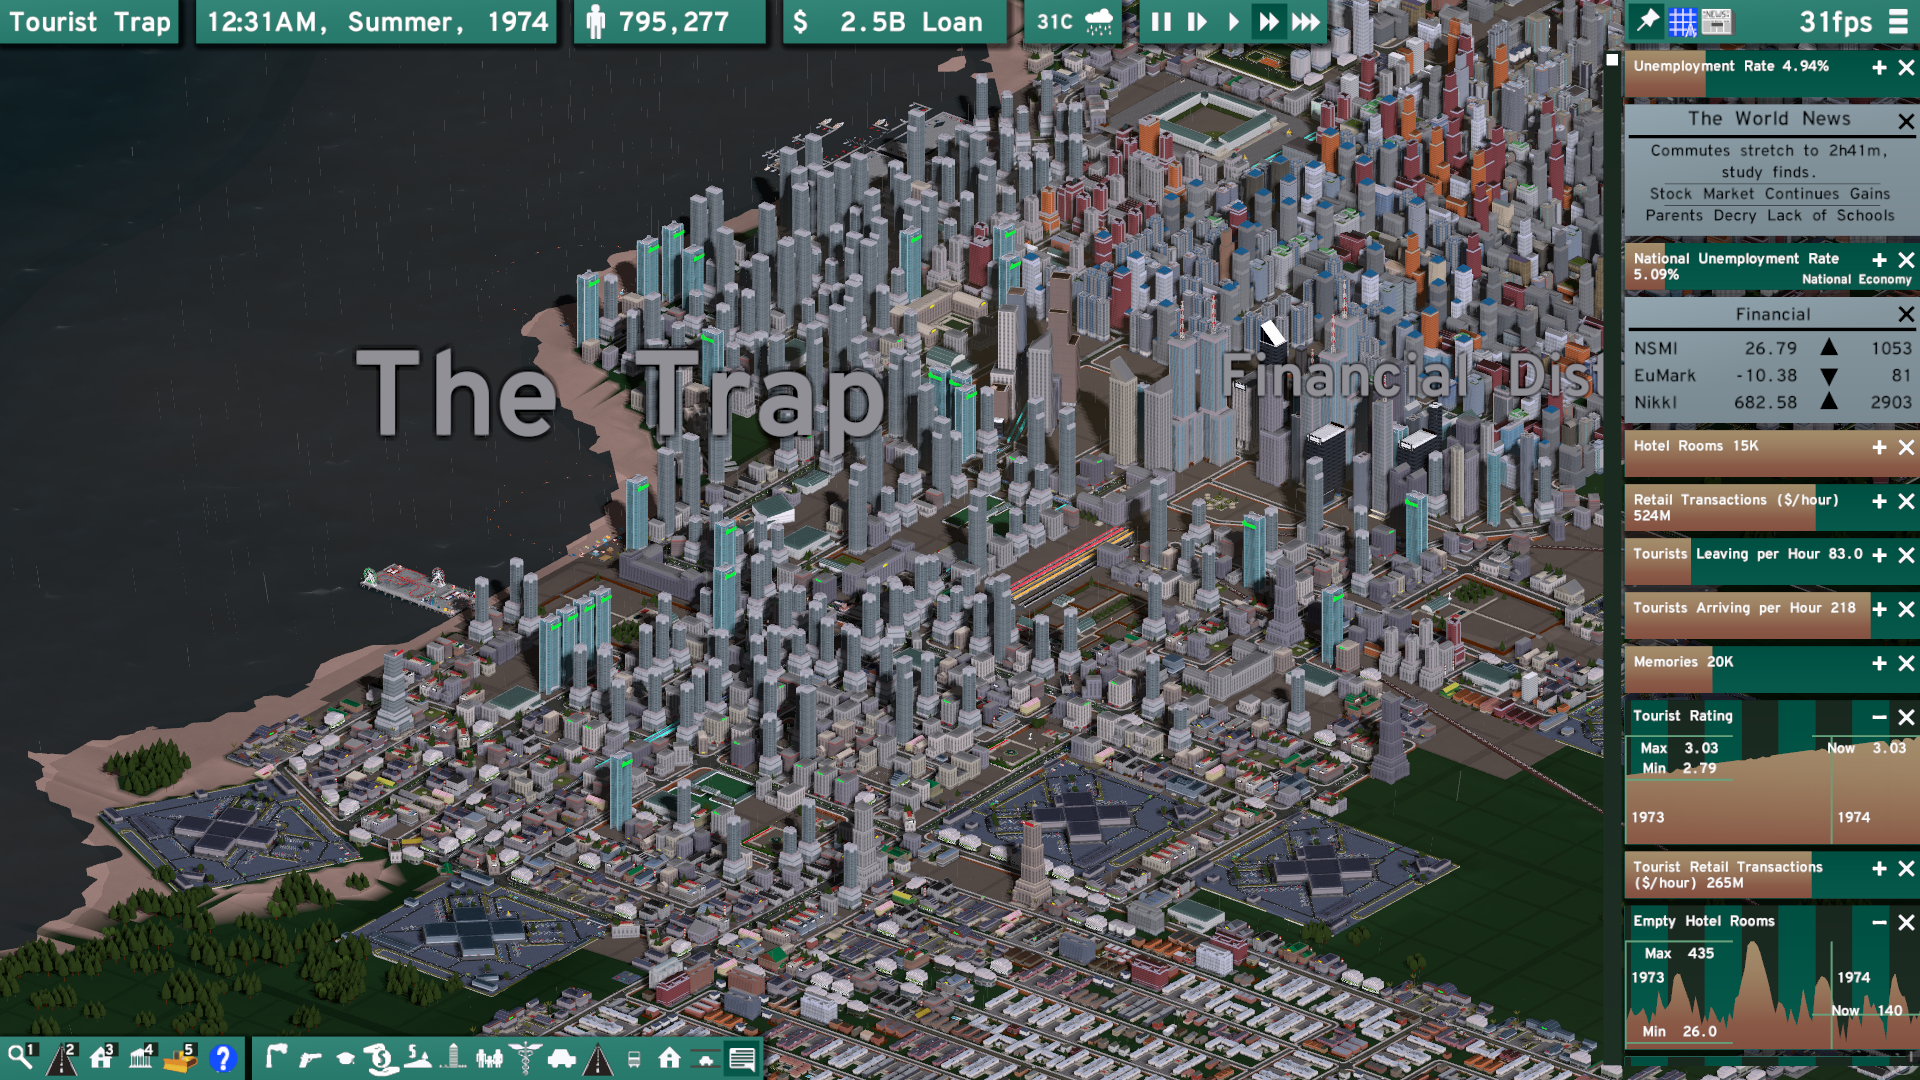 Tourist Trap
12:31AM, Summer, 1974
795,277
$ 2.5B Loan
31C
NEWS
31fps
Unemployment Rate 4.94%
The World News
Commutes stretch to 2h41m,
study finds.
Stock Market Continues Gains
Parents Decry Lack of Schools
National Unemployment Rate
5.09%
National Economy
Financial
NSMI 26.79 ▲ 1053
EuMark -10.38 ▼ 81
NikkI 682.58 ▲ 2903
Hotel Rooms 15K
Retail Transactions ($/hour)
524M
Tourists Leaving per Hour 83.0
Tourists Arriving per Hour 218
Memories 20K
Tourist Rating
Max 3.03
Now 3.03
Min 2.79
1973
1974
Tourist Retail Transactions
($/hour) 265M
Empty Hotel Rooms
Max 435
1973
1974
Now 140
Min 26.0
The Trap
Financial Dist
1 2 3 4 5 ?